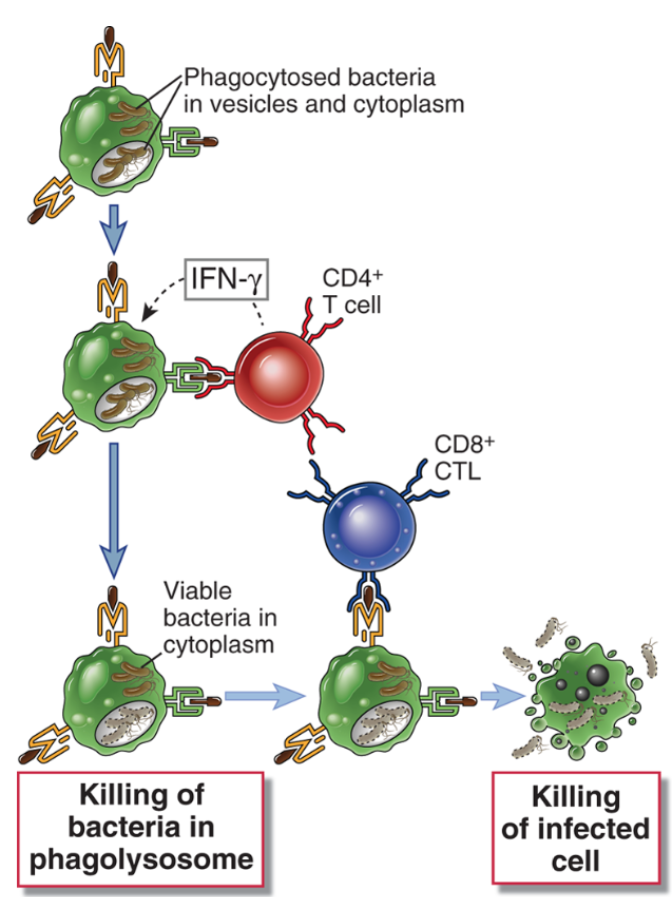 Phagocytosed bacteria
in vesicles and cytoplasm
IFN-γ
CD4⁺
T cell
CD8⁺
CTL
Viable
bacteria in
cytoplasm
Killing of
bacteria in
phagolysosome
Killing
of infected
cell